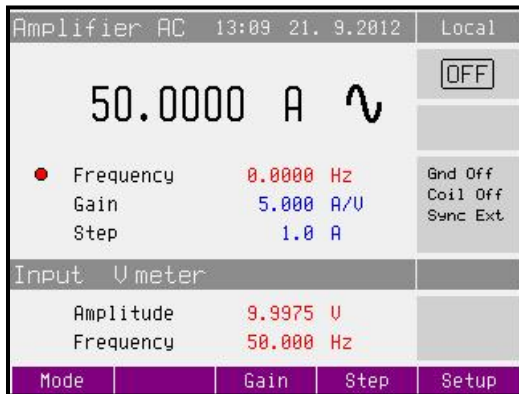 Amplifier AC 13:09 21. 9.2012 Local
OFF
50.0000 A
Frequency 0.0000 Hz
Gain 5.000 A/V
Step 1.0 A
Gnd Off
Coil Off
Sync Ext
Input V meter
Amplitude 9.9975 V
Frequency 50.000 Hz
Mode Gain Step Setup